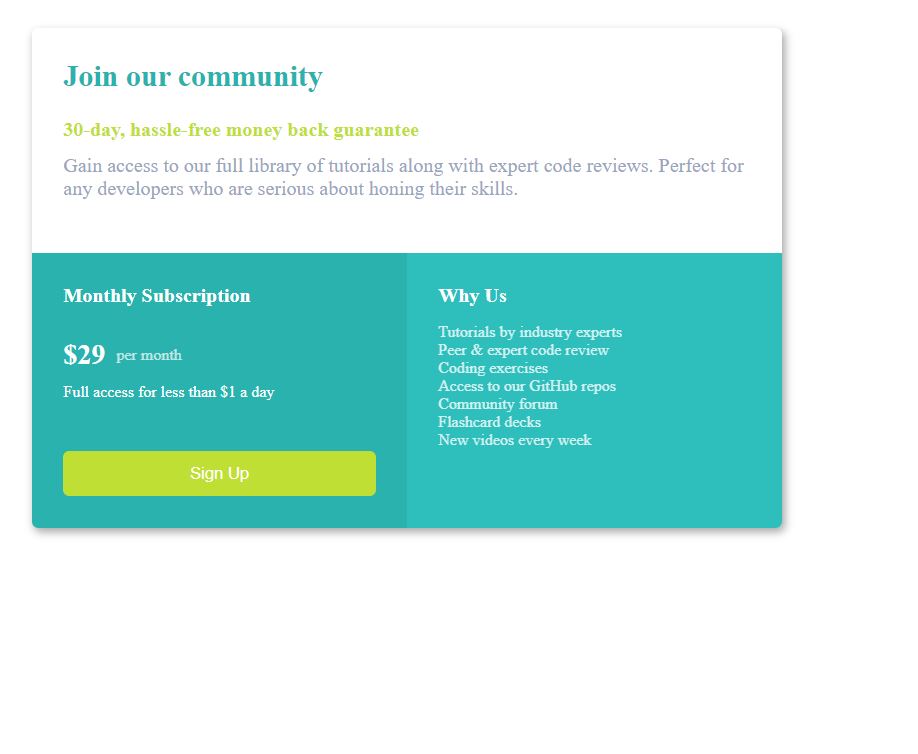 Join our community
30-day, hassle-free money back guarantee
Gain access to our full library of tutorials along with expert code reviews. Perfect for
any developers who are serious about honing their skills.
Monthly Subscription
$29 per month
Full access for less than $1 a day
Sign Up
Why Us
Tutorials by industry experts
Peer & expert code review
Coding exercises
Access to our GitHub repos
Community forum
Flashcard decks
New videos every week